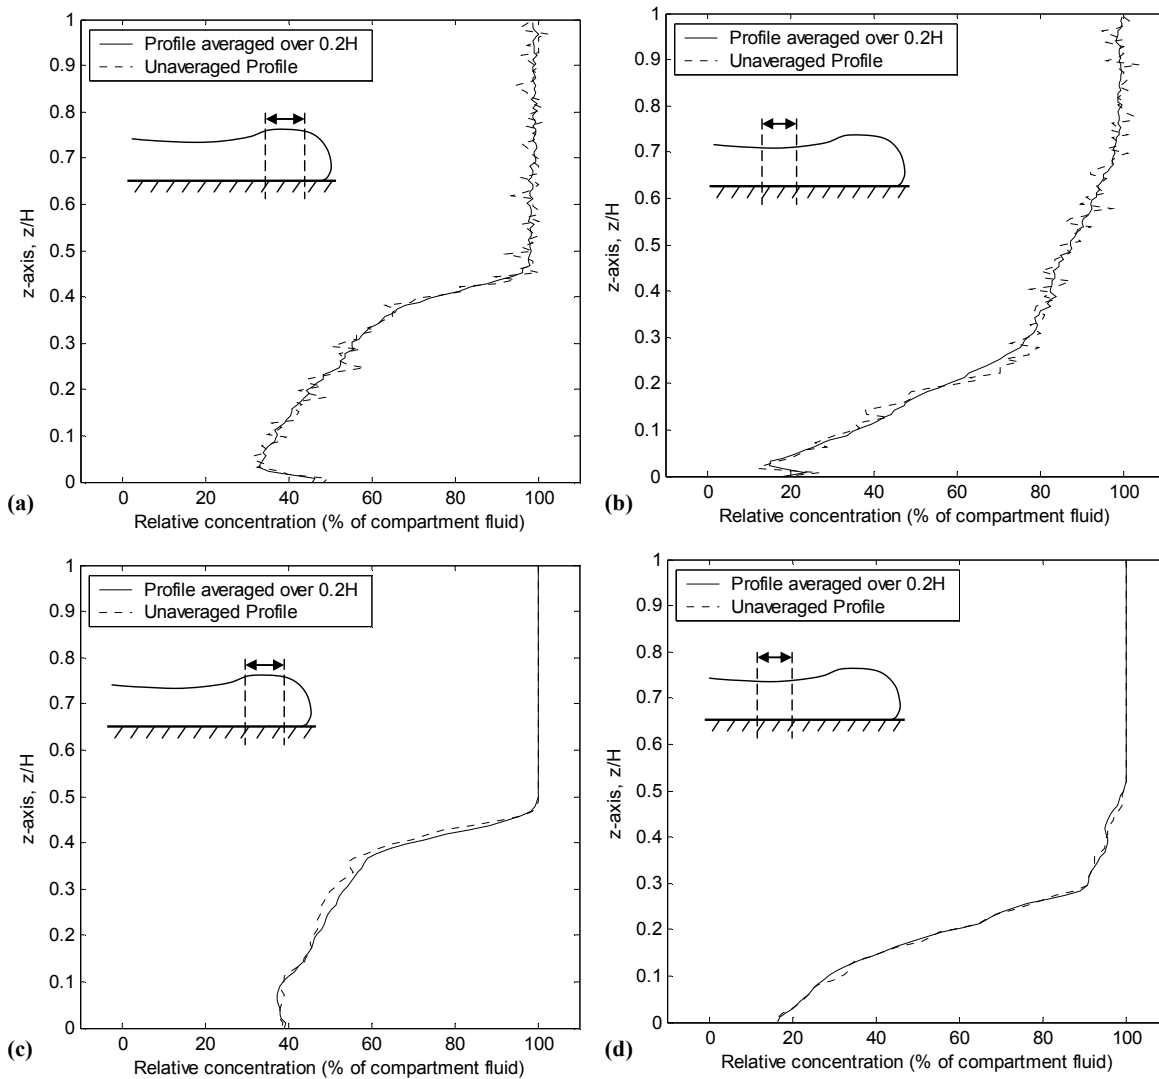 1
0.9
0.8
0.7
0.6
0.5
0.4
0.3
0.2
0.1
0
z-axis, z/H
Profile averaged over 0.2H
Unaveraged Profile
0 20 40 60 80 100
(a)
Relative concentration (% of compartment fluid)
1
0.9
0.8
0.7
0.6
0.5
0.4
0.3
0.2
0.1
0
z-axis, z/H
Profile averaged over 0.2H
Unaveraged Profile
0 20 40 60 80 100
(b)
Relative concentration (% of compartment fluid)
1
0.9
0.8
0.7
0.6
0.5
0.4
0.3
0.2
0.1
0
z-axis, z/H
Profile averaged over 0.2H
Unaveraged Profile
0 20 40 60 80 100
(c)
Relative concentration (% of compartment fluid)
1
0.9
0.8
0.7
0.6
0.5
0.4
0.3
0.2
0.1
0
z-axis, z/H
Profile averaged over 0.2H
Unaveraged Profile
0 20 40 60 80 100
(d)
Relative concentration (% of compartment fluid)